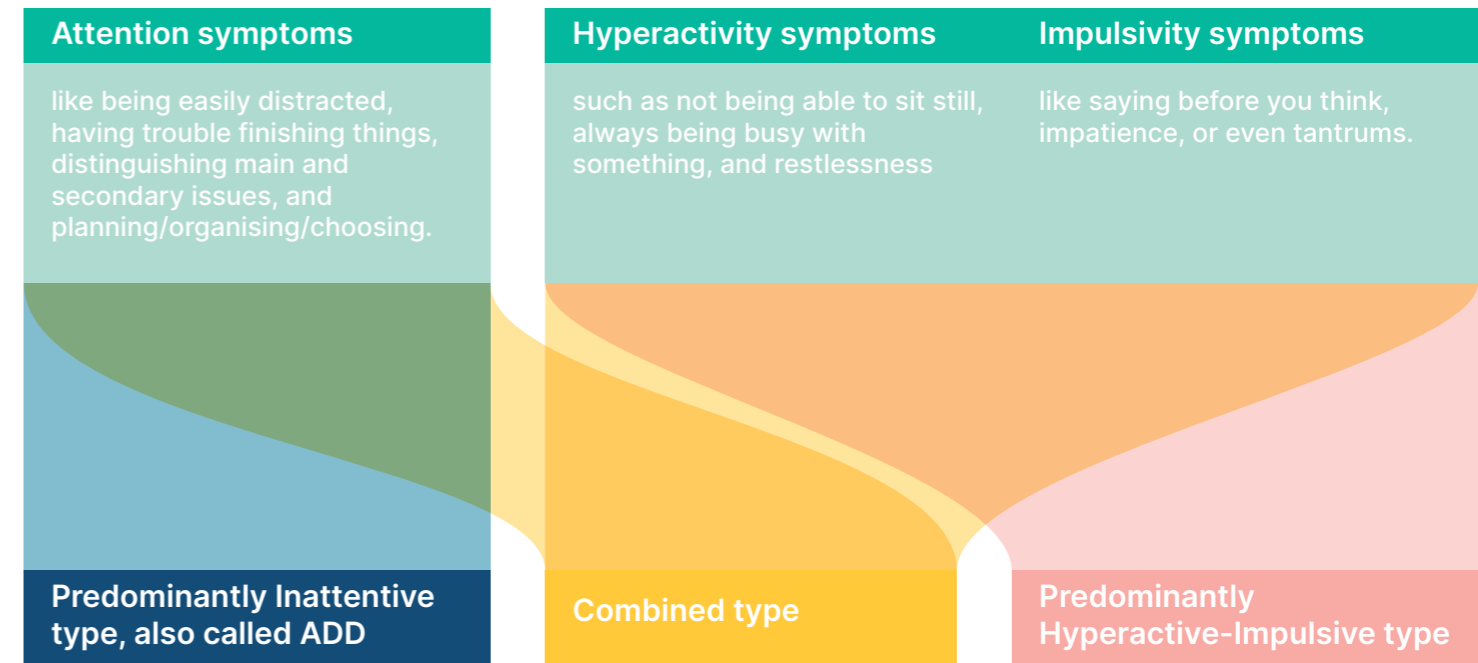 Attention symptoms
like being easily distracted,
having trouble finishing things,
distinguishing main and
secondary issues, and
planning/organising/choosing.
Hyperactivity symptoms
such as not being able to sit still,
always being busy with
something, and restlessness
Impulsivity symptoms
like saying before you think,
impatience, or even tantrums.
Predominantly Inattentive
type, also called ADD
Combined type
Predominantly
Hyperactive-Impulsive type